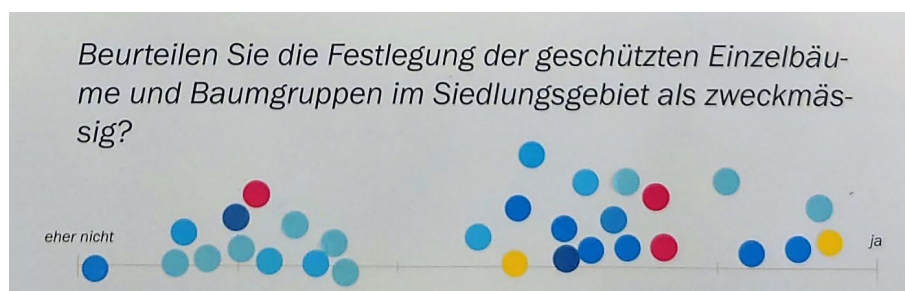 Beurteilen Sie die Festlegung der geschützten Einzelbäu-
me und Baumgruppen im Siedlungsgebiet als zweckmäs-
sig?
eher nicht
ja